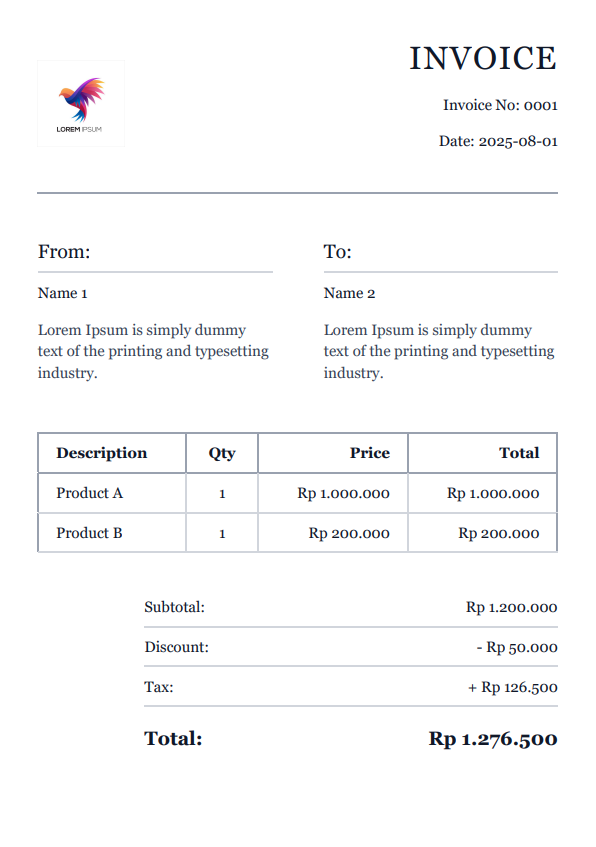 INVOICE
LOREM IPSUM
Invoice No: 0001
Date: 2025-08-01
From:
Name 1
Lorem Ipsum is simply dummy
text of the printing and typesetting
industry.
To:
Name 2
Lorem Ipsum is simply dummy
text of the printing and typesetting
industry.
Description Qty Price Total
Product A 1 Rp 1.000.000 Rp 1.000.000
Product B 1 Rp 200.000 Rp 200.000
Subtotal: Rp 1.200.000
Discount: - Rp 50.000
Tax: + Rp 126.500
Total: Rp 1.276.500